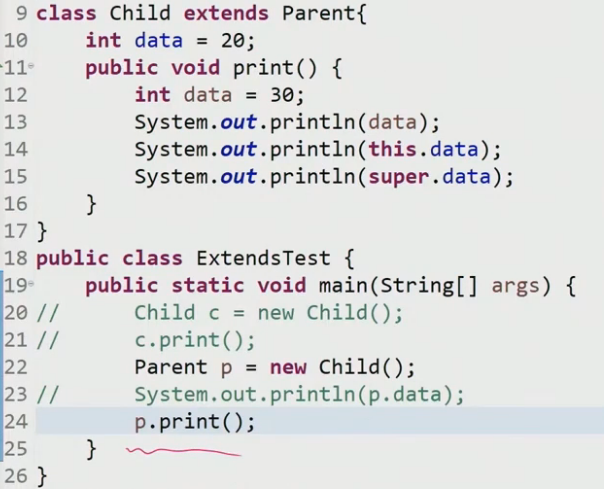 9 class Child extends Parent{
10 int data = 20;
11 public void print() {
12 int data = 30;
13 System.out.println(data);
14 System.out.println(this.data);
15 System.out.println(super.data);
16 }
17 }
18 public class ExtendsTest {
19 public static void main(String[] args) {
20 // Child c = new Child();
21 // c.print();
22 Parent p = new Child();
23 // System.out.println(p.data);
24 p.print();
25 }
26 }